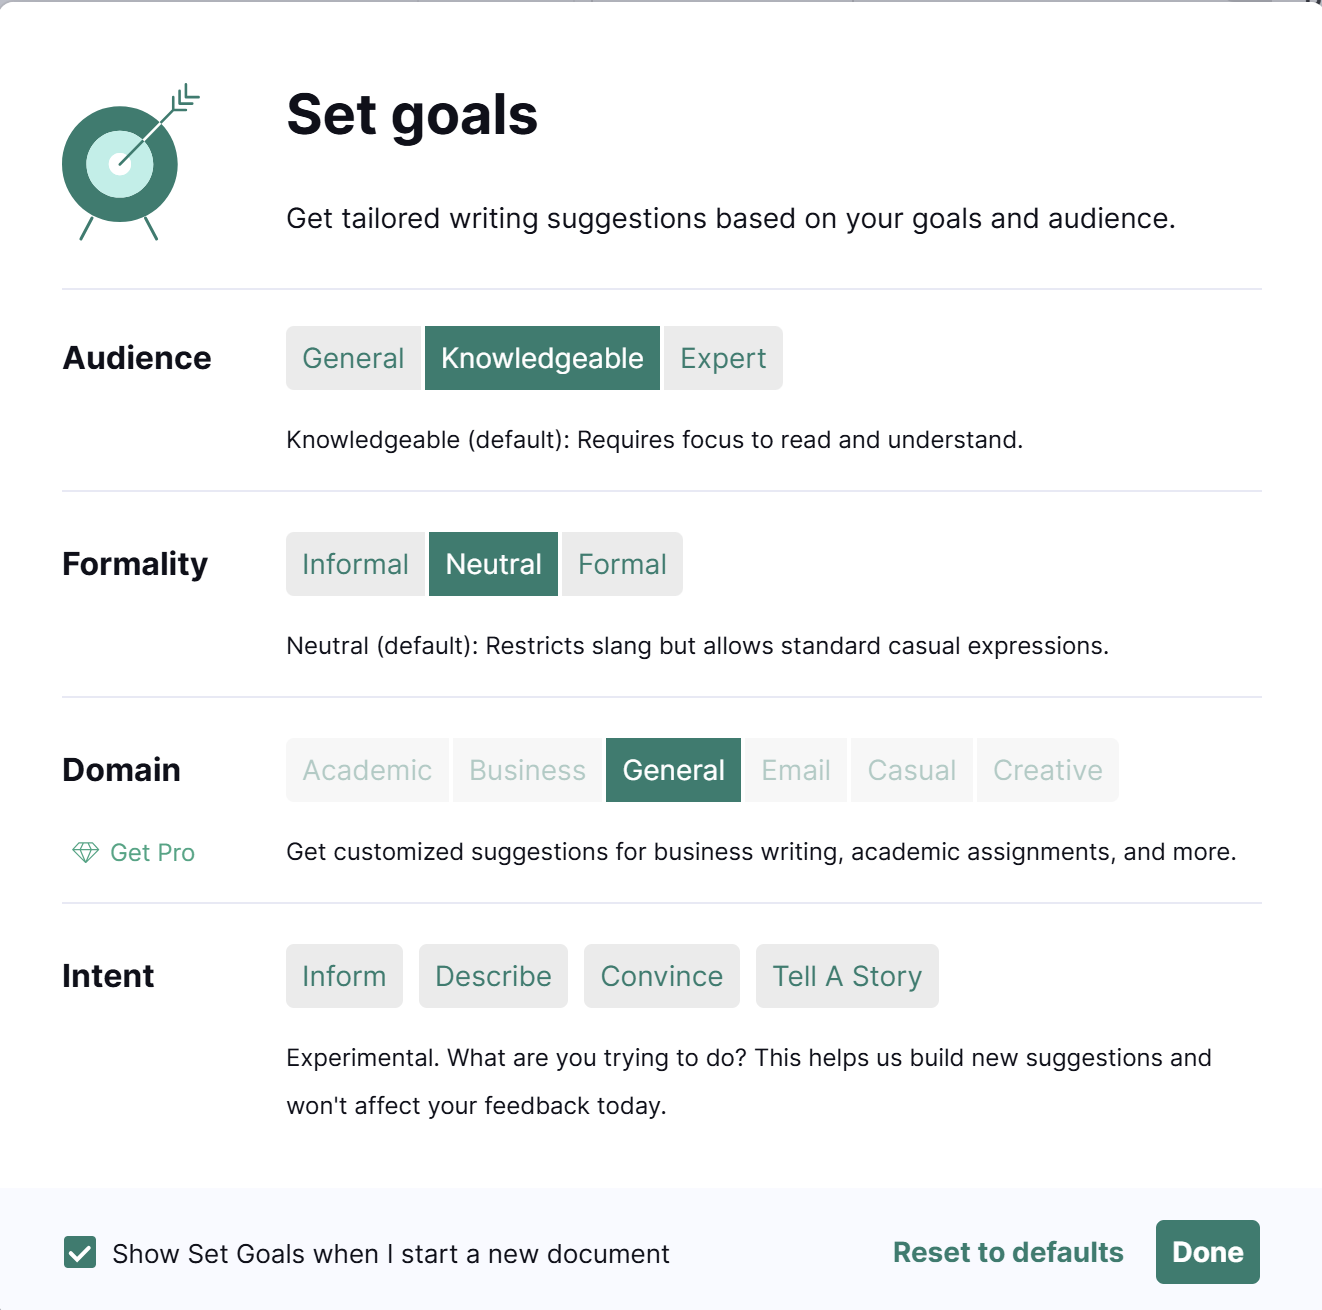 Set goals
Get tailored writing suggestions based on your goals and audience.
Audience
General Knowledgeable Expert
Knowledgeable (default): Requires focus to read and understand.
Formality
Informal Neutral Formal
Neutral (default): Restricts slang but allows standard casual expressions.
Domain
Academic Business General Email Casual Creative
Get Pro
Get customized suggestions for business writing, academic assignments, and more.
Intent
Inform Describe Convince Tell A Story
Experimental. What are you trying to do? This helps us build new suggestions and
won't affect your feedback today.
Show Set Goals when I start a new document
Reset to defaults
Done